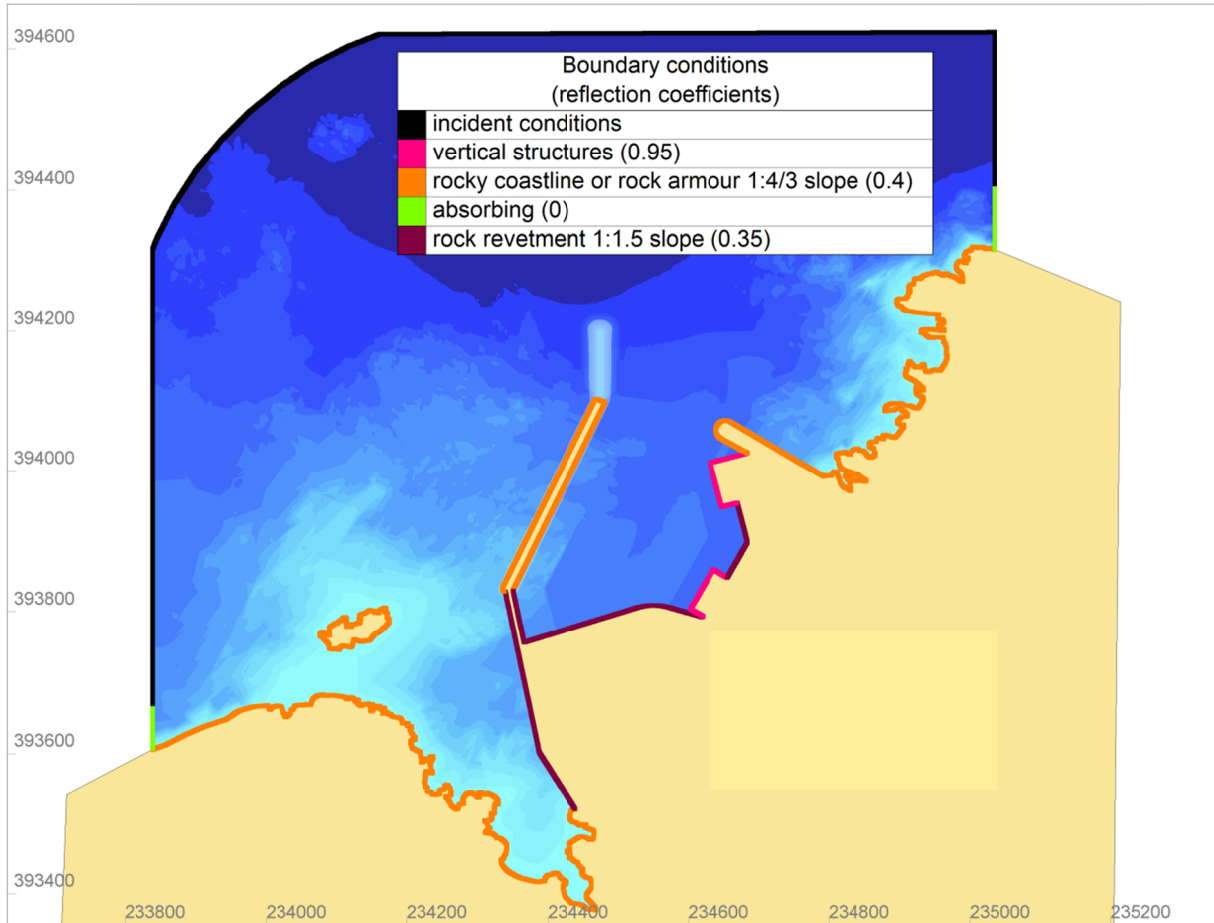 394600
Boundary conditions
(reflection coefficients)
incident conditions
vertical structures (0.95)
rocky coastline or rock armour 1:4/3 slope (0.4)
absorbing (0)
rock revetment 1:1.5 slope (0.35)
394400
394200
394000
393800
393600
393400
233800 234000 234200 234400 234600 234800 235000 235200